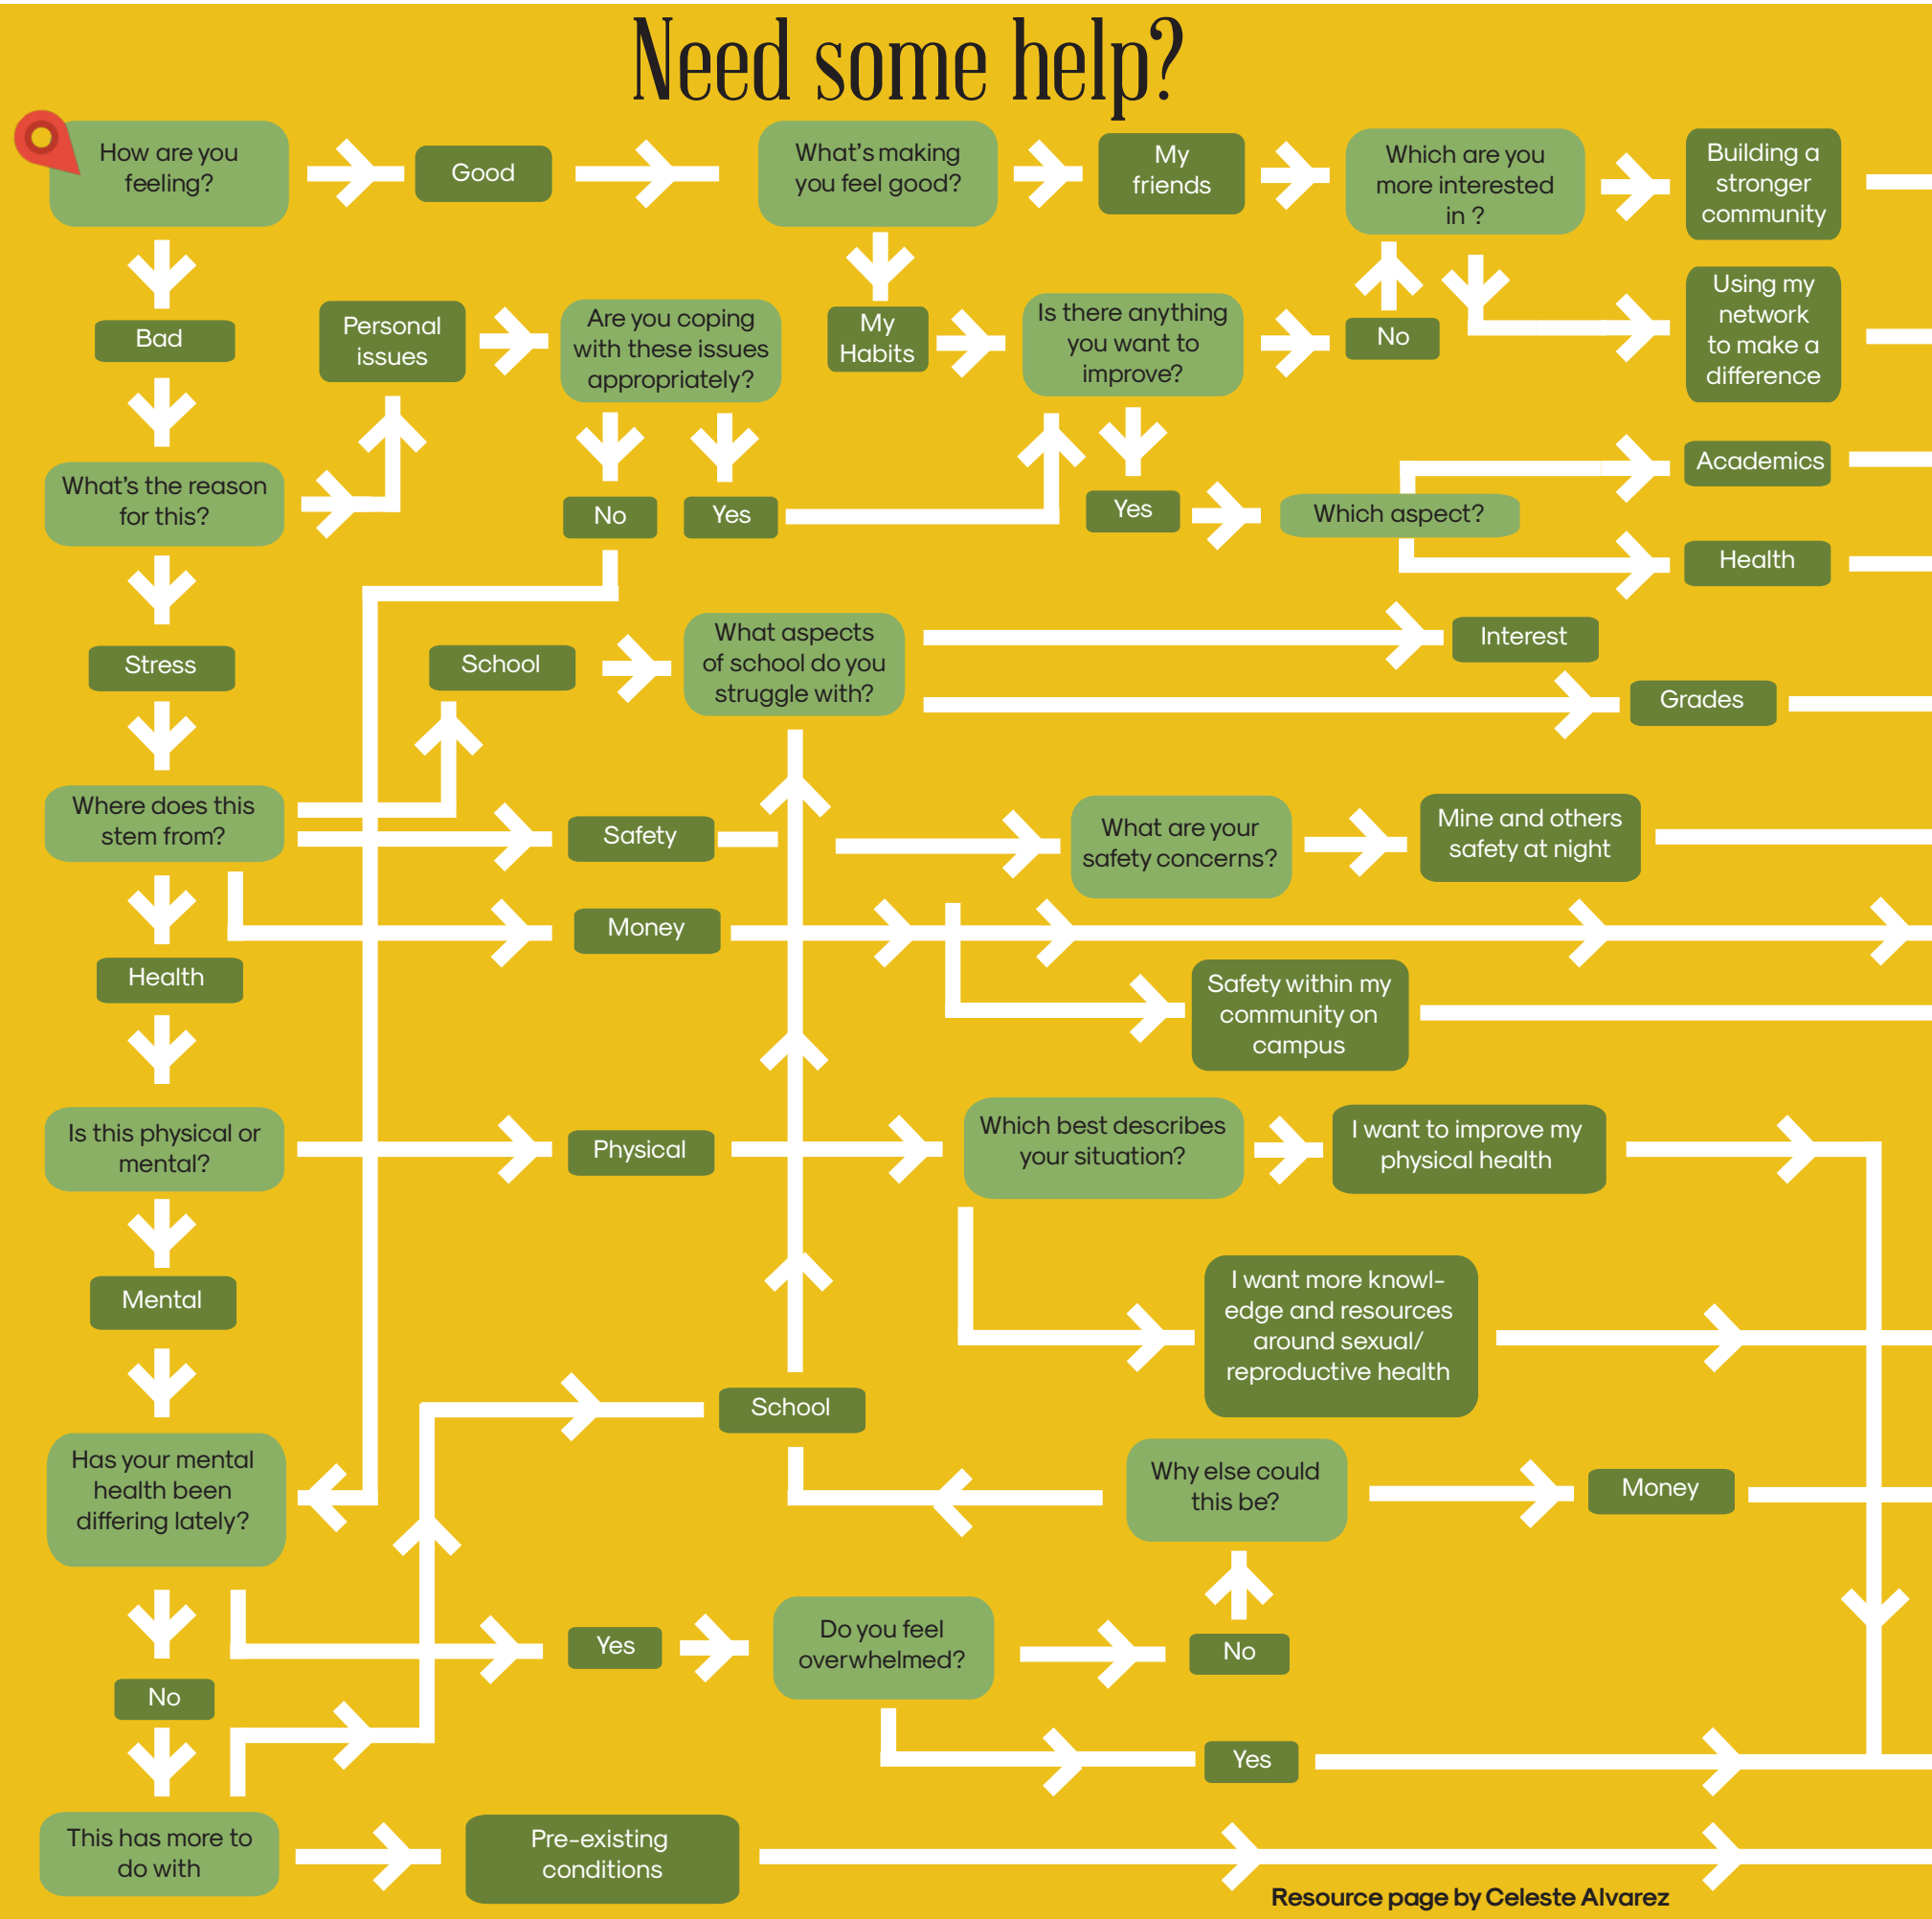 Need some help?
How are you
feeling?
Good
What's making
you feel good?
My
friends
Which are you
more interested
in ?
Building a
stronger
community
Bad
Personal
issues
Are you coping
with these issues
appropriately?
My
Habits
Is there anything
you want to
improve?
No
Using my
network
to make a
difference
What's the reason
for this?
No
Yes
Yes
Which aspect?
Academics
Health
Stress
School
What aspects
of school do you
struggle with?
Interest
Grades
Where does this
stem from?
Safety
What are your
safety concerns?
Mine and others
safety at night
Money
Health
Safety within my
community on
campus
Is this physical or
mental?
Physical
Which best describes
your situation?
I want to improve my
physical health
Mental
I want more knowl-
edge and resources
around sexual/
reproductive health
School
Has your mental
health been
differing lately?
Why else could
this be?
Money
Yes
Do you feel
overwhelmed?
No
No
Yes
This has more to
do with
Pre-existing
conditions
Resource page by Celeste Alvarez